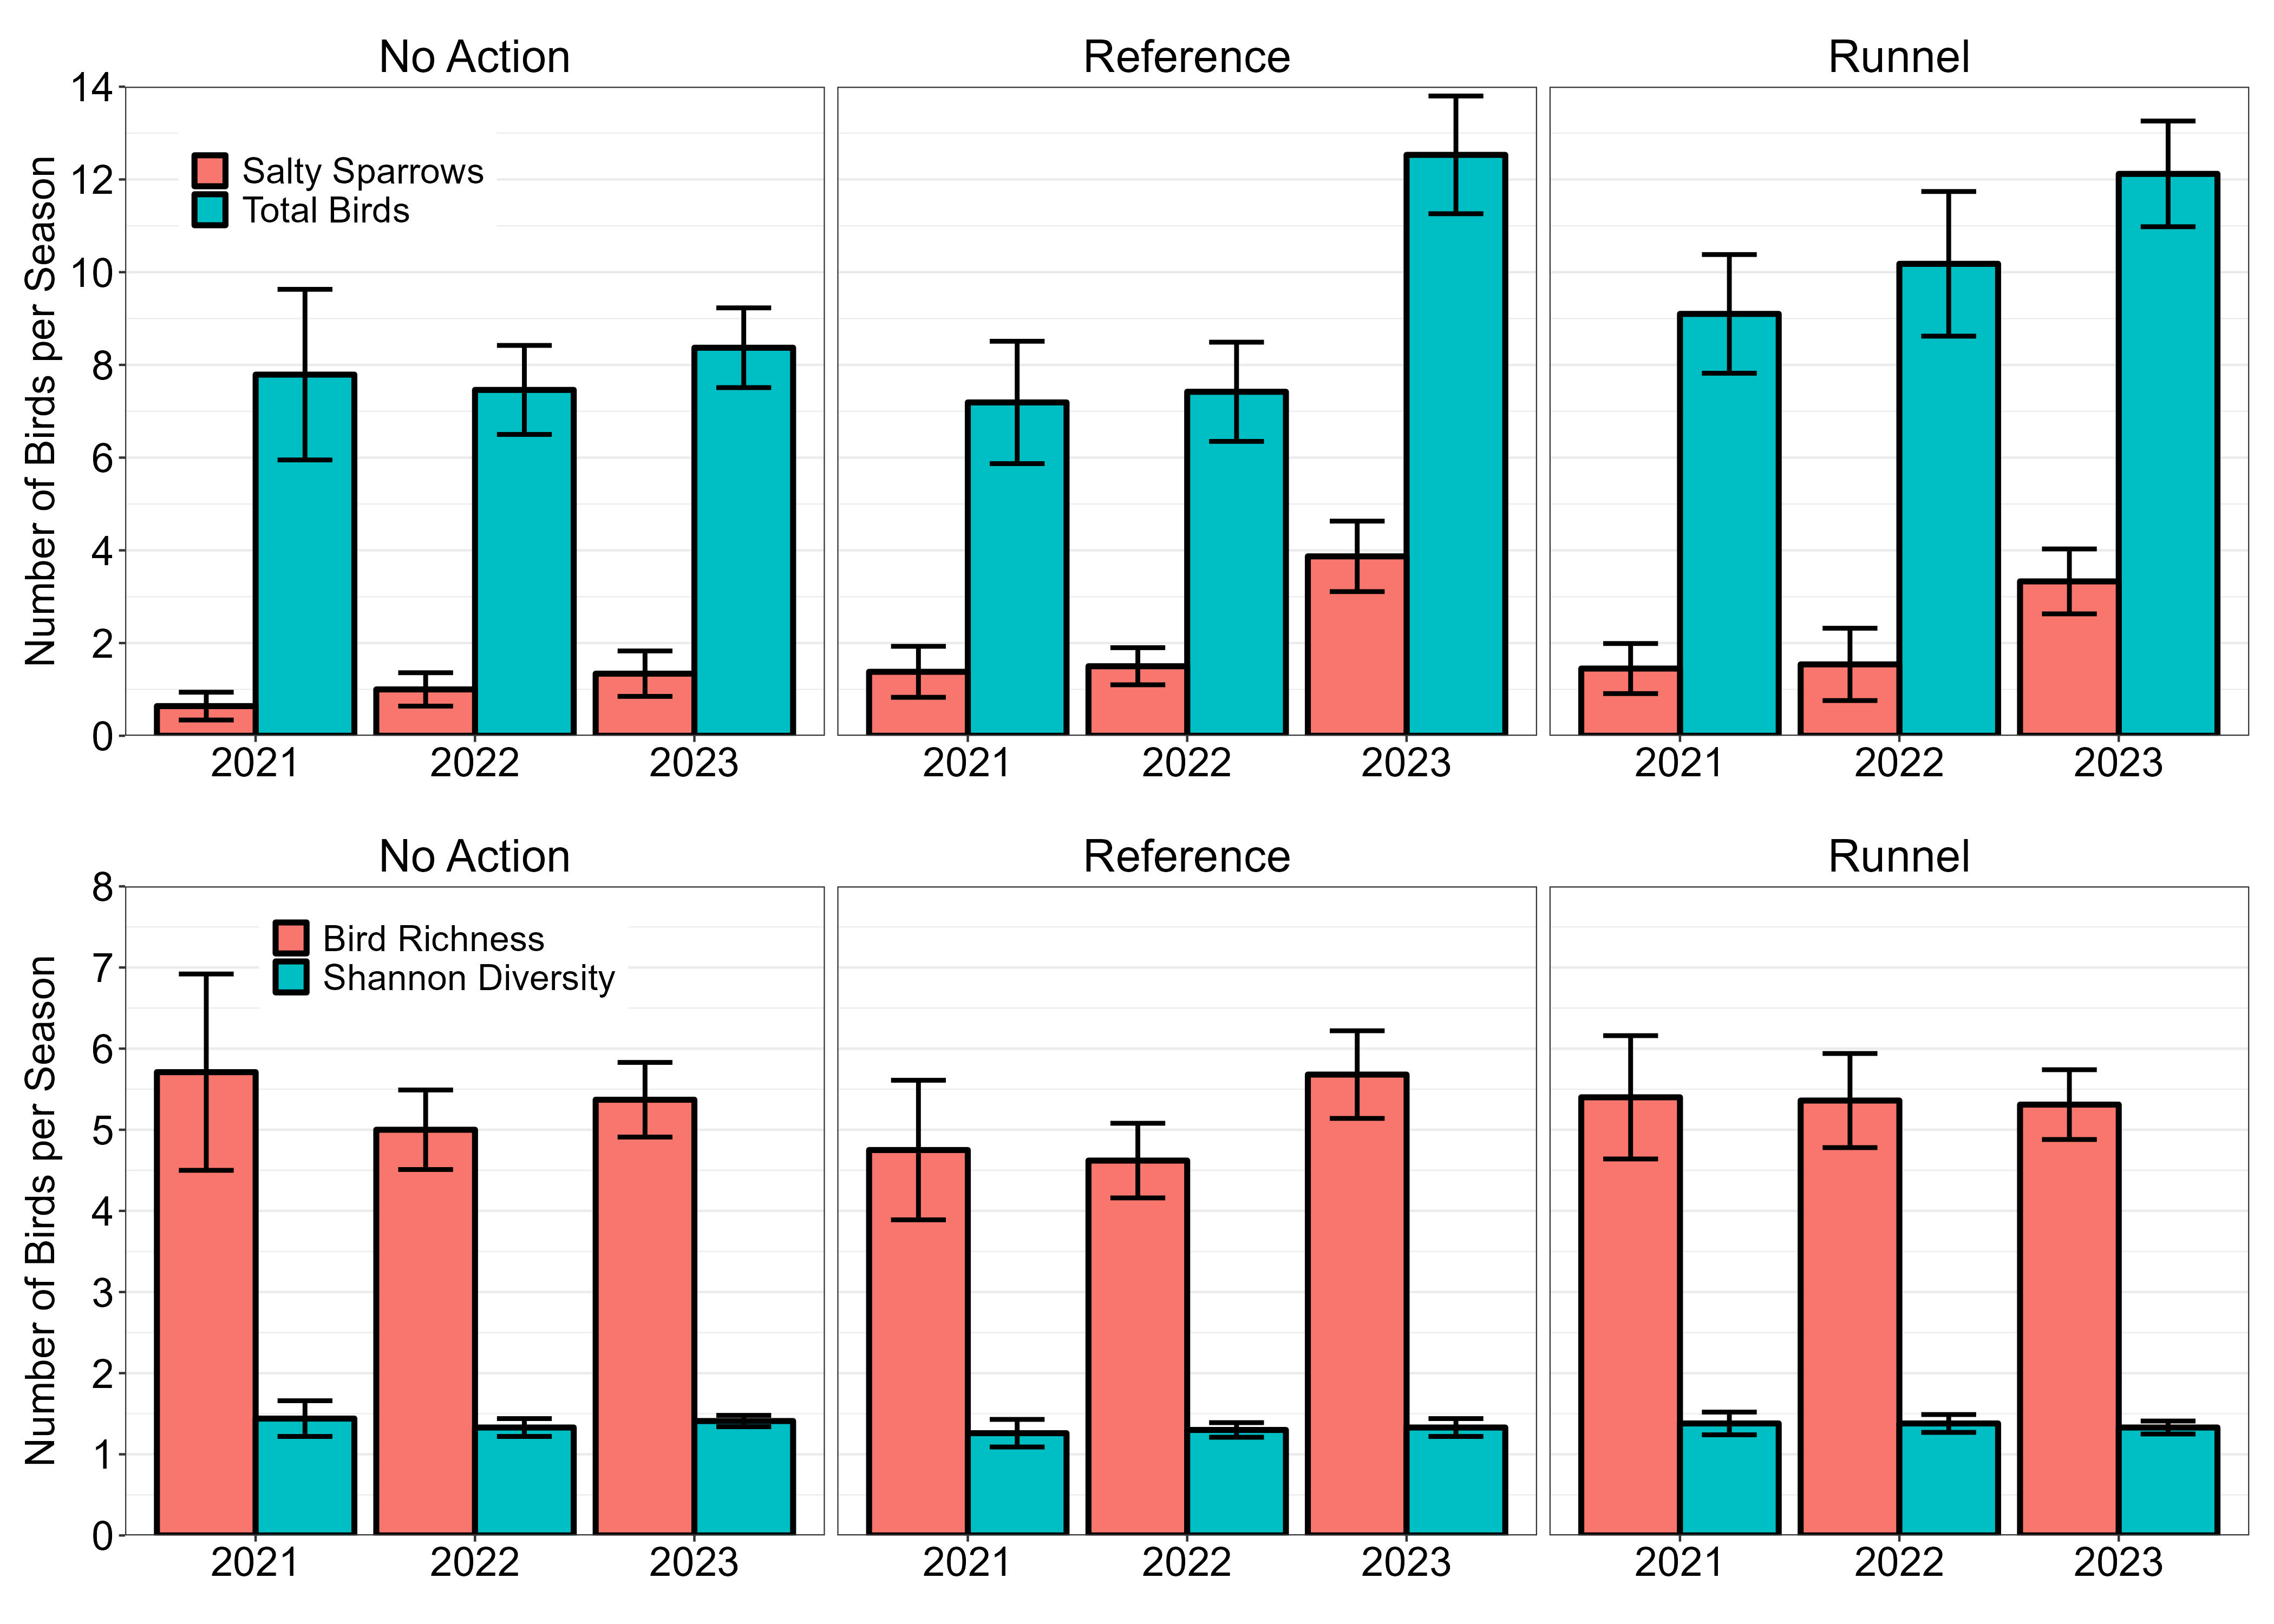 No Action Reference Runnel
Number of Birds per Season
14
12
10
8
6
4
2
0
Salty Sparrows
Total Birds
2021 2022 2023 2021 2022 2023 2021 2022 2023
No Action Reference Runnel
Number of Birds per Season
8
7
6
5
4
3
2
1
0
Bird Richness
Shannon Diversity
2021 2022 2023 2021 2022 2023 2021 2022 2023